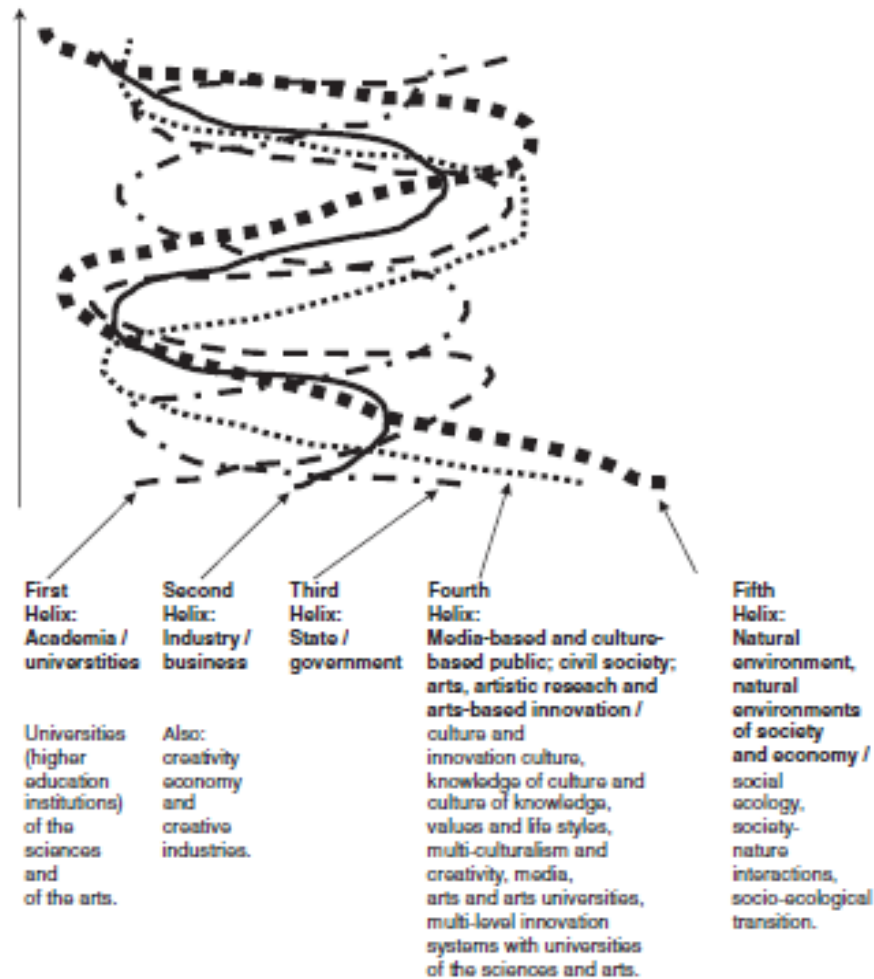 First
Helix:
Academia /
universtities
Universities
(higher
education
institutions)
of the
sciences
and
of the arts.
Second
Helix:
Industry /
business
Also:
creativity
economy
and
creative
industries.
Third
Helix:
State /
government
Fourth
Helix:
Media-based and culture-
based public; civil society;
arts, artistic reseach and
arts-based innovation /
culture and
innovation culture,
knowledge of culture and
culture of knowledge,
values and life styles,
multi-culturalism and
creativity, media,
arts and arts universities,
multi-level innovation
systems with universities
of the sciences and arts.
Fifth
Helix:
Natural
environment,
natural
environments
of society
and economy /
social
ecology,
society-
nature
interactions,
socio-ecological
transition.